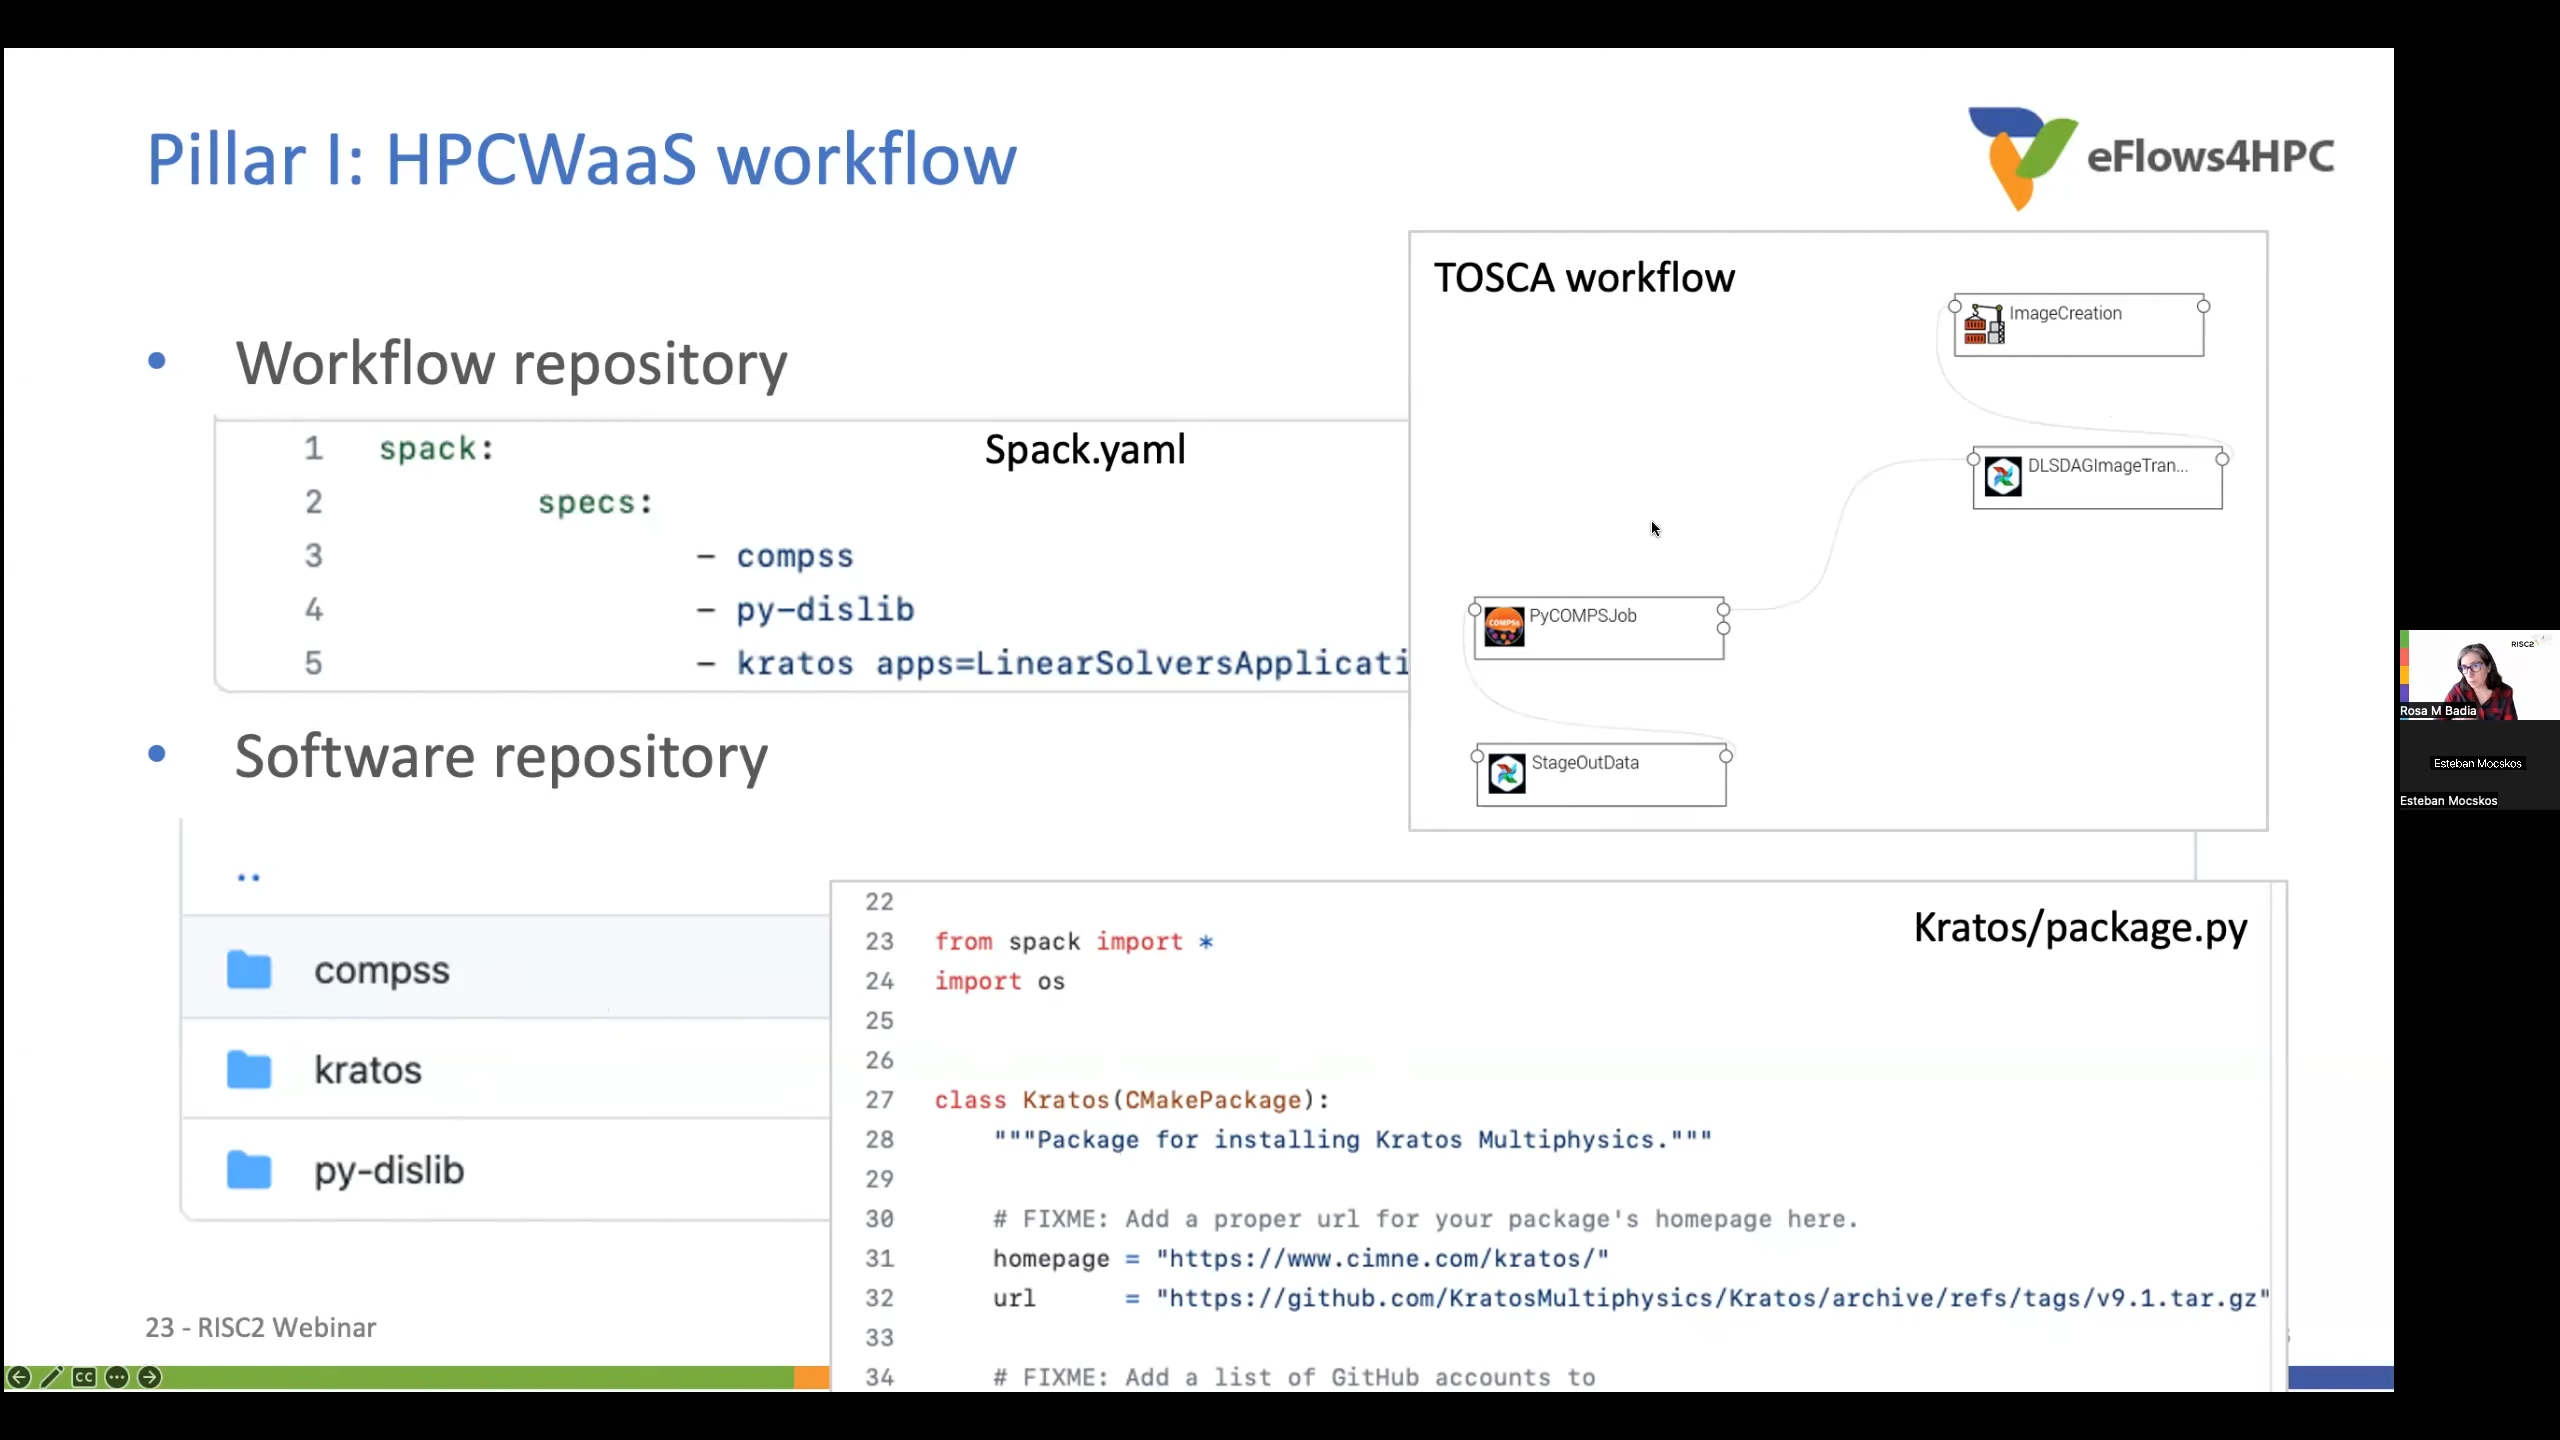 Pillar I: HPCWaaS workflow
eFlows4HPC
• Workflow repository
Spack.yaml
1 spack:
2 specs:
3 - compss
4 - py-dislib
5 - kratos apps=LinearSolversApplicati
TOSCA workflow
ImageCreation
DLSDAGImageTran...
COMPSs
PyCOMPSJob
StageOutData
• Software repository
..
compss
kratos
py-dislib
Kratos/package.py
22
23 from spack import *
24 import os
25
26
27 class Kratos(CMakePackage):
28 """Package for installing Kratos Multiphysics."""
29
30 # FIXME: Add a proper url for your package's homepage here.
31 homepage = "https://www.cimne.com/kratos/"
32 url = "https://github.com/KratosMultiphysics/Kratos/archive/refs/tags/v9.1.tar.gz"
33
34 # FIXME: Add a list of GitHub accounts to
23 - RISC2 Webinar
CC
RISC2
Rosa M Badia
Esteban Mocskos
Esteban Mocskos